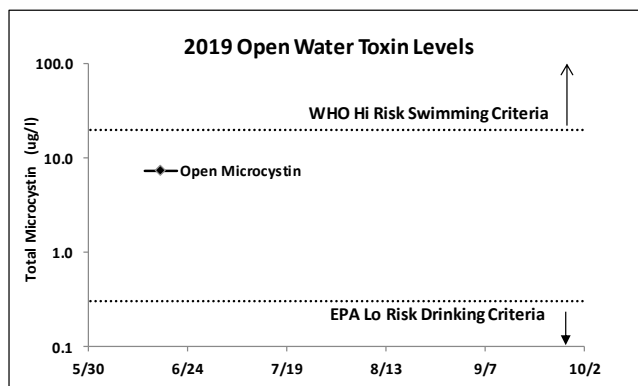 2019 Open Water Toxin Levels
100.0
WHO Hi Risk Swimming Criteria
10.0
Open Microcystin
Total Microcystin (ug/l)
1.0
EPA Lo Risk Drinking Criteria
0.1
5/30 6/24 7/19 8/13 9/7 10/2